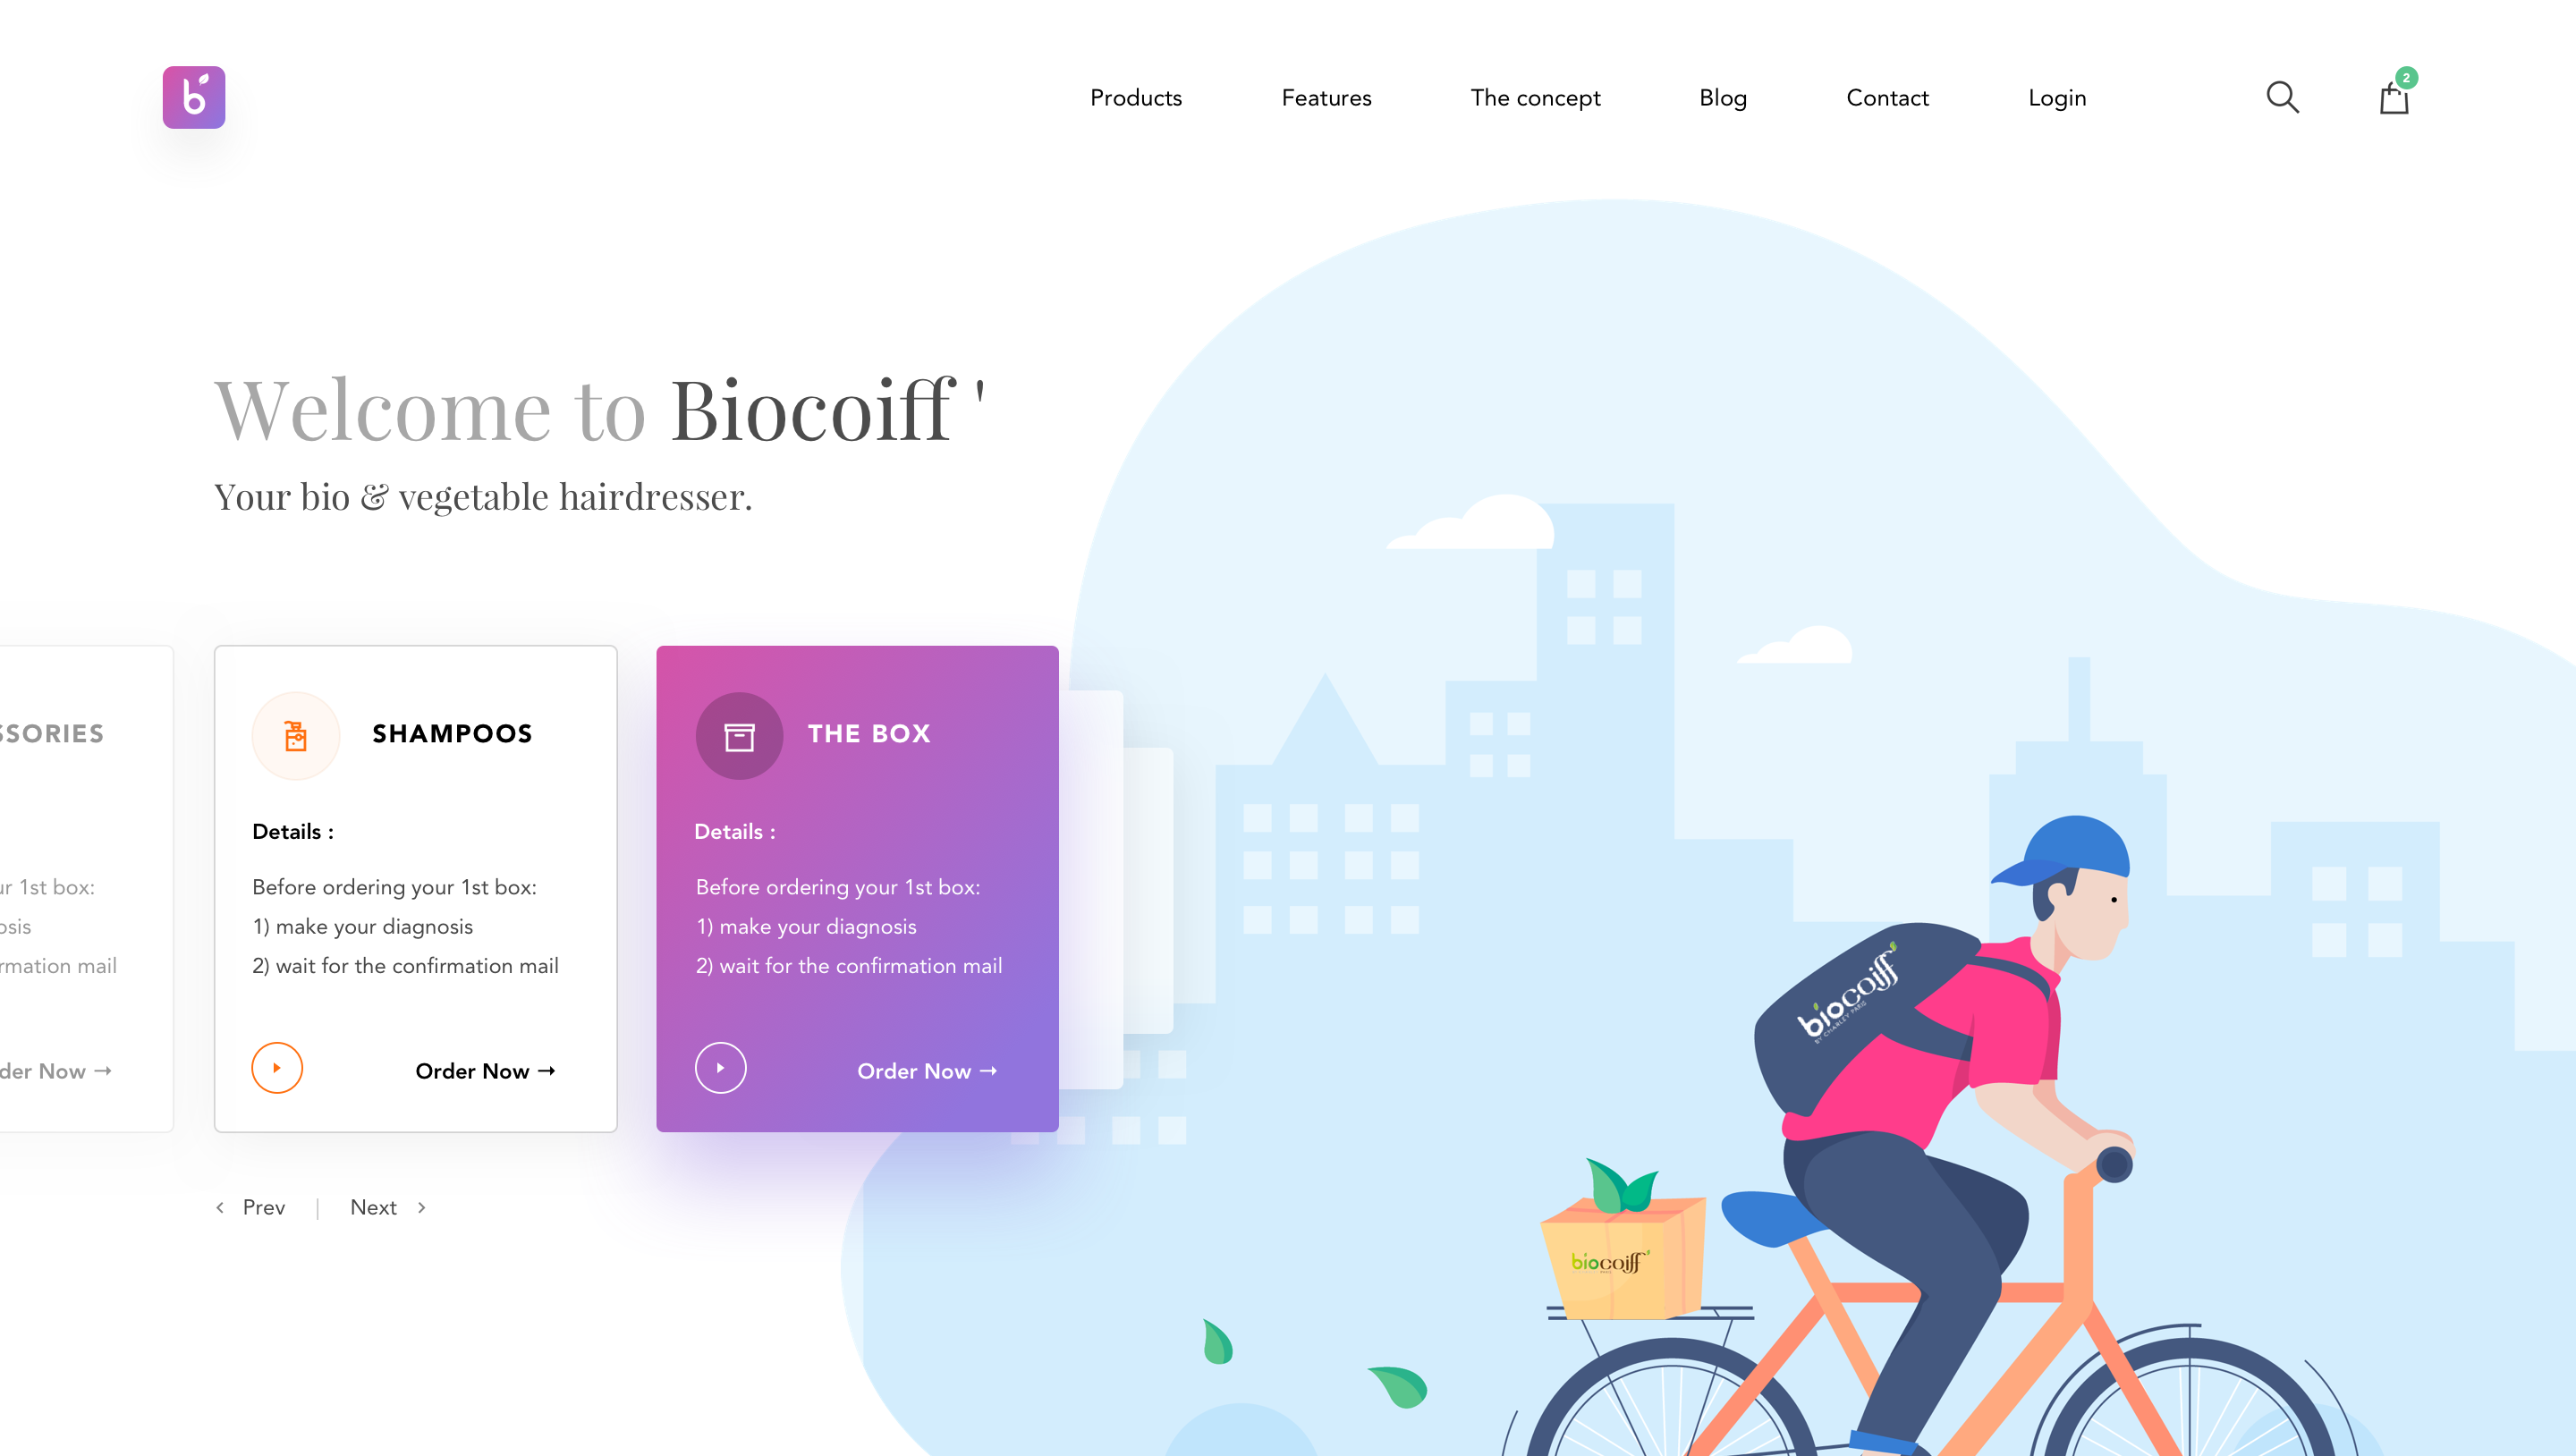 b
Products
Features
The concept
Blog
Contact
Login
2
Welcome to Biocoiff '
Your bio & vegetable hairdresser.
SSORIES
ur 1st box:
osis
rmation mail
der Now →
SHAMPOOS
Details :
Before ordering your 1st box:
1) make your diagnosis
2) wait for the confirmation mail
Order Now →
THE BOX
Details :
Before ordering your 1st box:
1) make your diagnosis
2) wait for the confirmation mail
Order Now →
‹ Prev | Next ›
biocoiff'
BY CHARLEY PARIS
biocoiff'